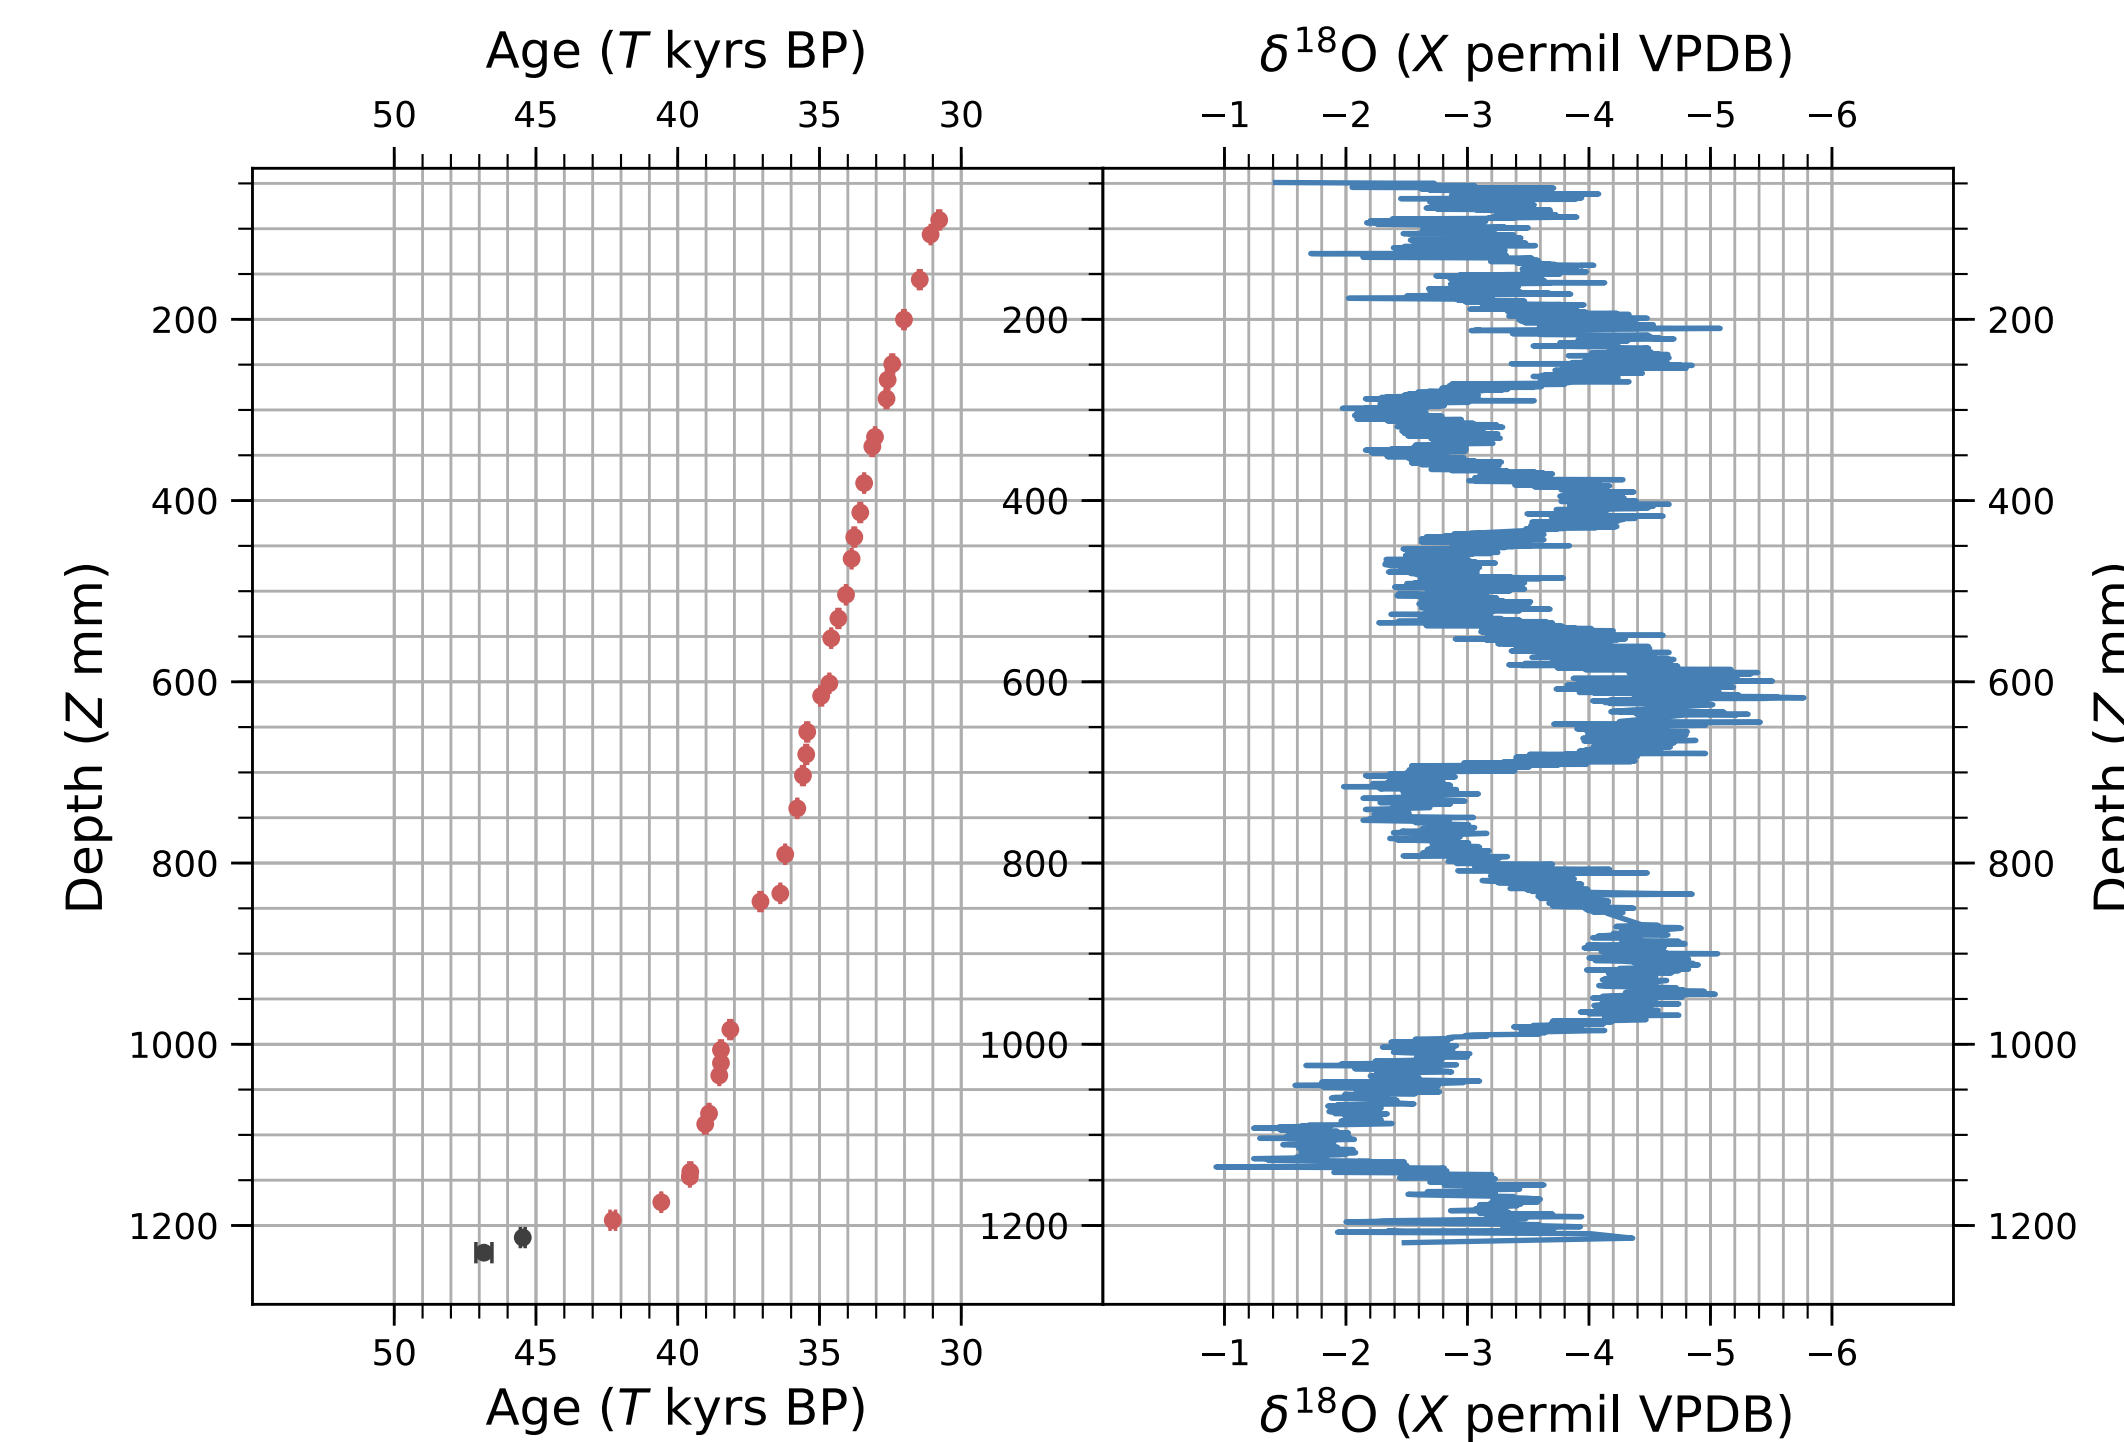 Age (T kyrs BP)
δ¹⁸O (X permil VPDB)
50 45 40 35 30
−1 −2 −3 −4 −5 −6
200 200 200
400 400 400
Depth (Z mm)
Depth (Z mm)
600 600 600
800 800 800
1000 1000 1000
1200 1200 1200
50 45 40 35 30
−1 −2 −3 −4 −5 −6
Age (T kyrs BP)
δ¹⁸O (X permil VPDB)